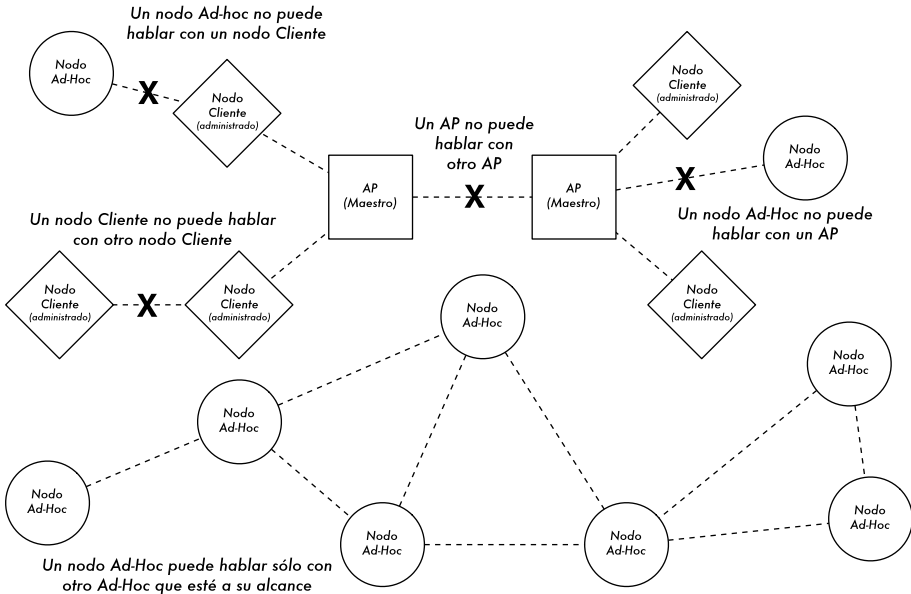 Un nodo Ad-hoc no puede
hablar con un nodo Cliente
Nodo
Ad-Hoc
X
Nodo
Cliente
(administrado)
Nodo
Cliente
(administrado)
Un AP no puede
hablar con
otro AP
Nodo
Ad-Hoc
AP
(Maestro)
X
AP
(Maestro)
X
Un nodo Ad-Hoc no puede
hablar con un AP
Un nodo Cliente no puede hablar
con otro nodo Cliente
Nodo
Cliente
(administrado)
X
Nodo
Cliente
(administrado)
Nodo
Cliente
(administrado)
Nodo
Ad-Hoc
Nodo
Ad-Hoc
Nodo
Ad-Hoc
Nodo
Ad-Hoc
Nodo
Ad-Hoc
Nodo
Ad-Hoc
Nodo
Ad-Hoc
Un nodo Ad-Hoc puede hablar sólo con
otro Ad-Hoc que esté a su alcance